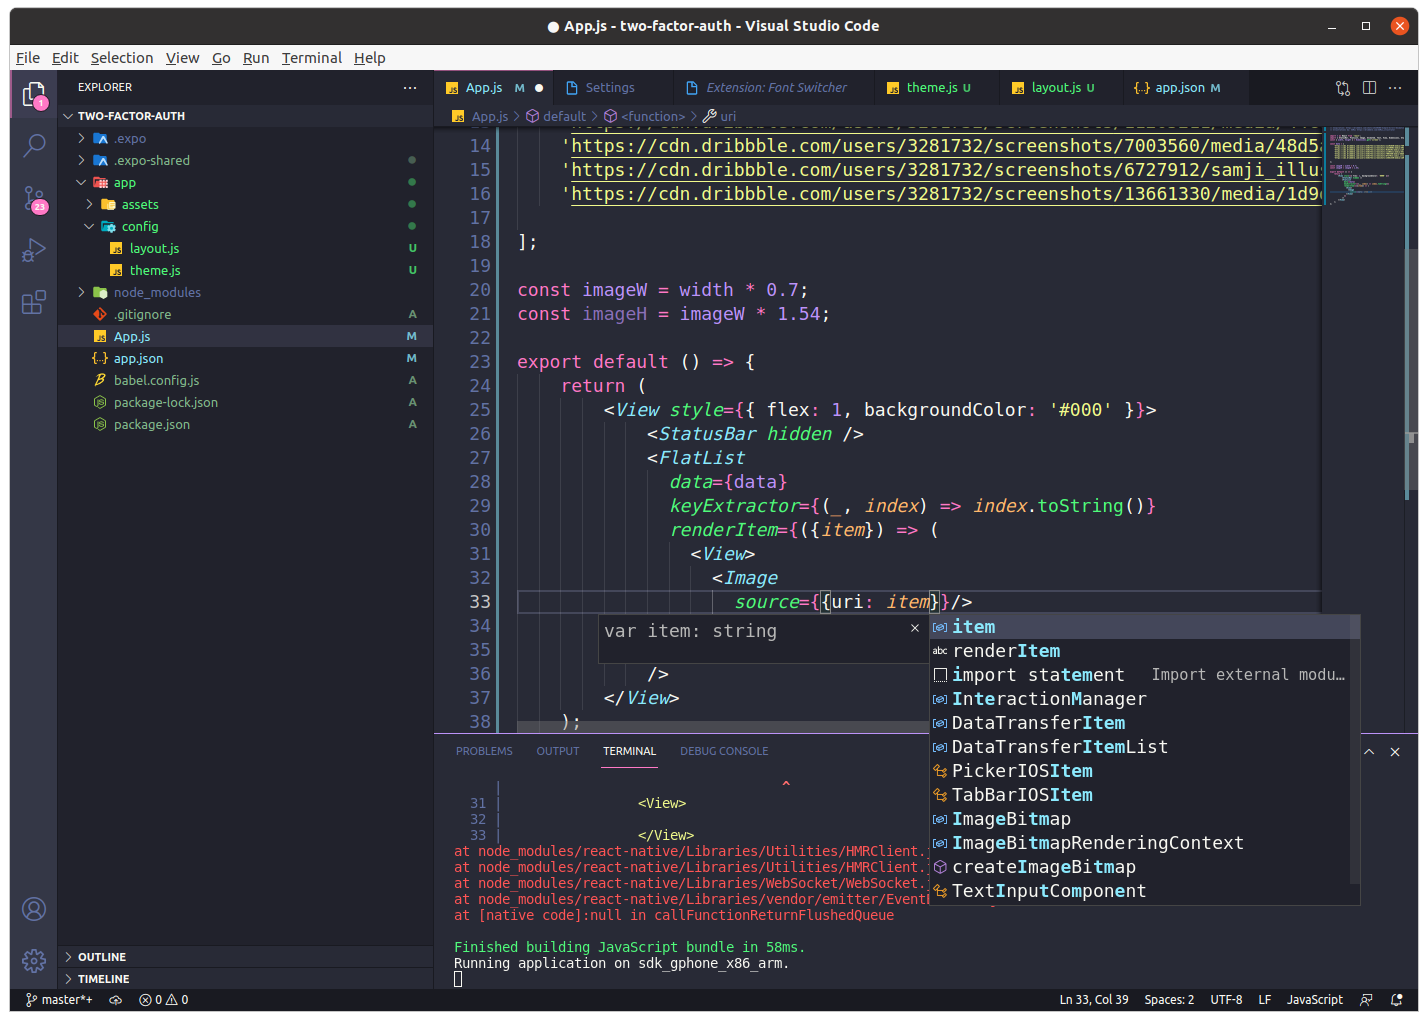 ● App.js - two-factor-auth - Visual Studio Code
File Edit Selection View Go Run Terminal Help
1
23
EXPLORER ...
TWO-FACTOR-AUTH
.expo
.expo-shared
app
assets
config
layout.js U
theme.js U
node_modules
.gitignore A
App.js M
app.json M
babel.config.js A
package-lock.json A
package.json A
OUTLINE
TIMELINE
App.js M ● Settings Extension: Font Switcher theme.js U layout.js U app.json M ...
App.js > default > <function> > uri
14 'https://cdn.dribbble.com/users/3281732/screenshots/7003560/media/48d5a
15 'https://cdn.dribbble.com/users/3281732/screenshots/6727912/samji_illus
16 'https://cdn.dribbble.com/users/3281732/screenshots/13661330/media/1d9
17
18 ];
19
20 const imageW = width * 0.7;
21 const imageH = imageW * 1.54;
22
23 export default () => {
24 return (
25 <View style={{ flex: 1, backgroundColor: '#000' }}>
26 <StatusBar hidden />
27 <FlatList
28 data={data}
29 keyExtractor={(_, index) => index.toString()}
30 renderItem={({item}) => (
31 <View>
32 <Image
33 source={{uri: item}}/>
34
35
36 />
37 </View>
38 );
var item: string ×
item
renderItem
import statement Import external modu…
InteractionManager
DataTransferItem
DataTransferItemList
PickerIOSItem
TabBarIOSItem
ImageBitmap
ImageBitmapRenderingContext
createImageBitmap
TextInputComponent
PROBLEMS OUTPUT TERMINAL DEBUG CONSOLE
| ^
31 | <View>
32 |
33 | </View>
at node_modules/react-native/Libraries/Utilities/HMRClient.
at node_modules/react-native/Libraries/Utilities/HMRClient.
at node_modules/react-native/Libraries/WebSocket/WebSocket.
at node_modules/react-native/Libraries/vendor/emitter/Event
at [native code]:null in callFunctionReturnFlushedQueue
Finished building JavaScript bundle in 58ms.
Running application on sdk_gphone_x86_arm.
master*+ 0 0 Ln 33, Col 39 Spaces: 2 UTF-8 LF JavaScript